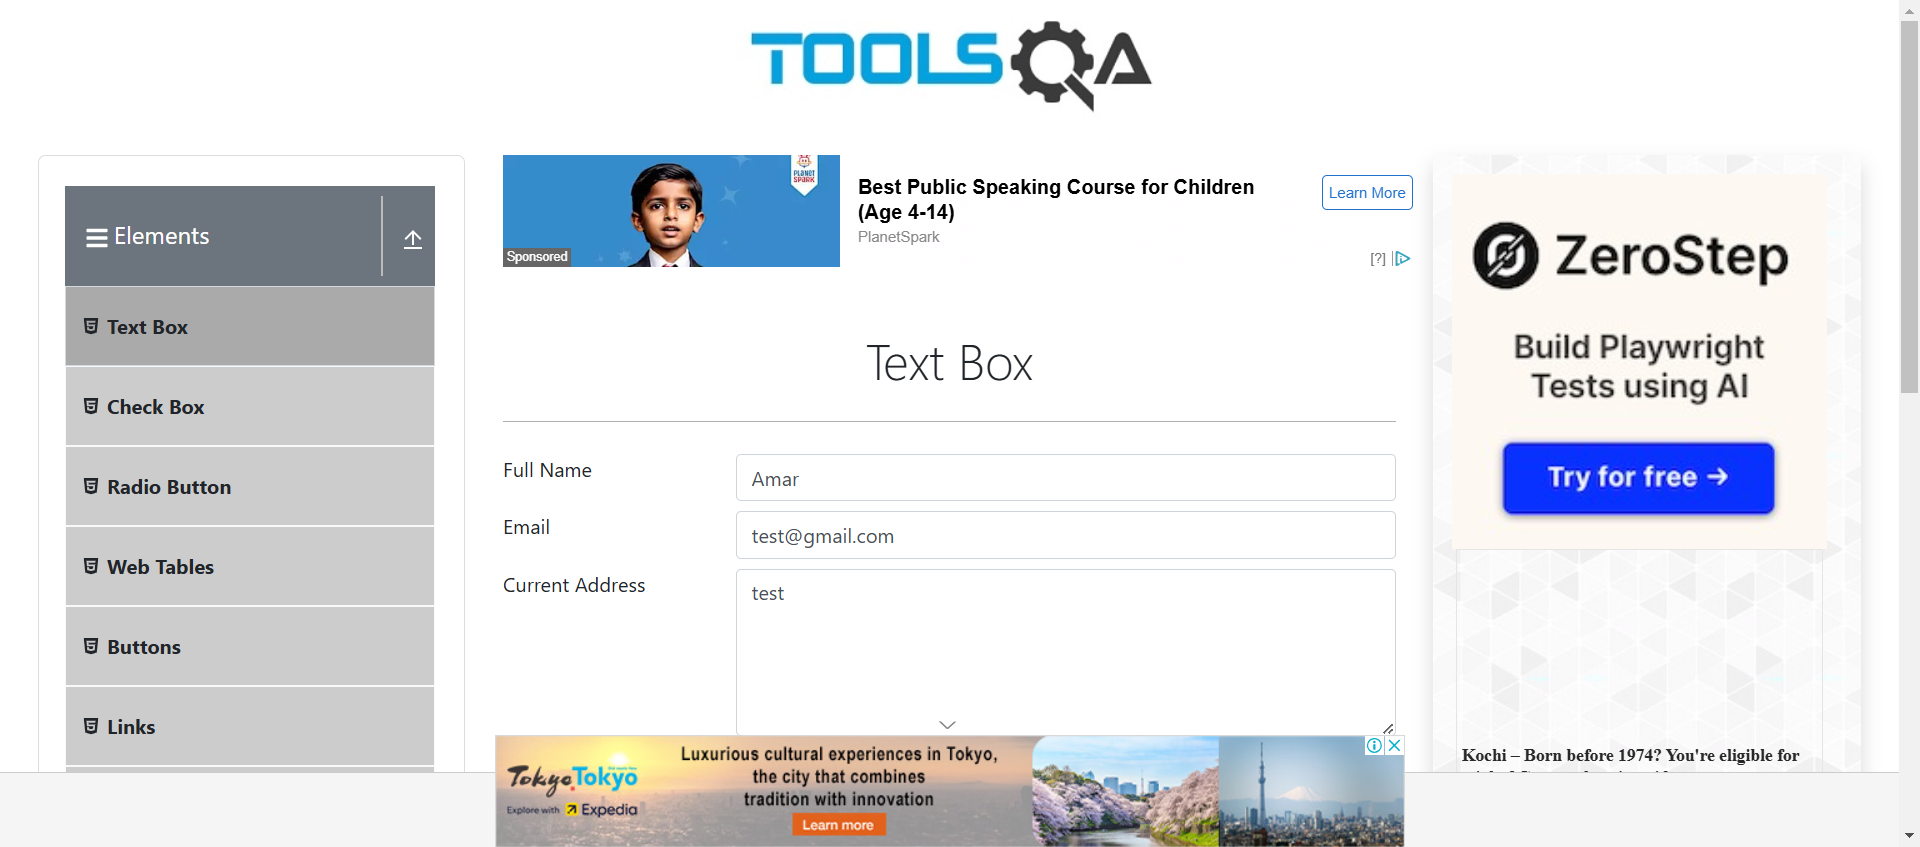 TOOLSQA
Elements
Text Box
Check Box
Radio Button
Web Tables
Buttons
Links
PLANET
SPARK
Sponsored
Best Public Speaking Course for Children
(Age 4-14)
PlanetSpark
Learn More
[?]
Text Box
Full Name
Amar
Email
test@gmail.com
Current Address
test
ZeroStep
Build Playwright
Tests using AI
Try for free →
Kochi – Born before 1974? You're eligible for
Tokyo Tokyo
Explore with Expedia
Luxurious cultural experiences in Tokyo,
the city that combines
tradition with innovation
Learn more